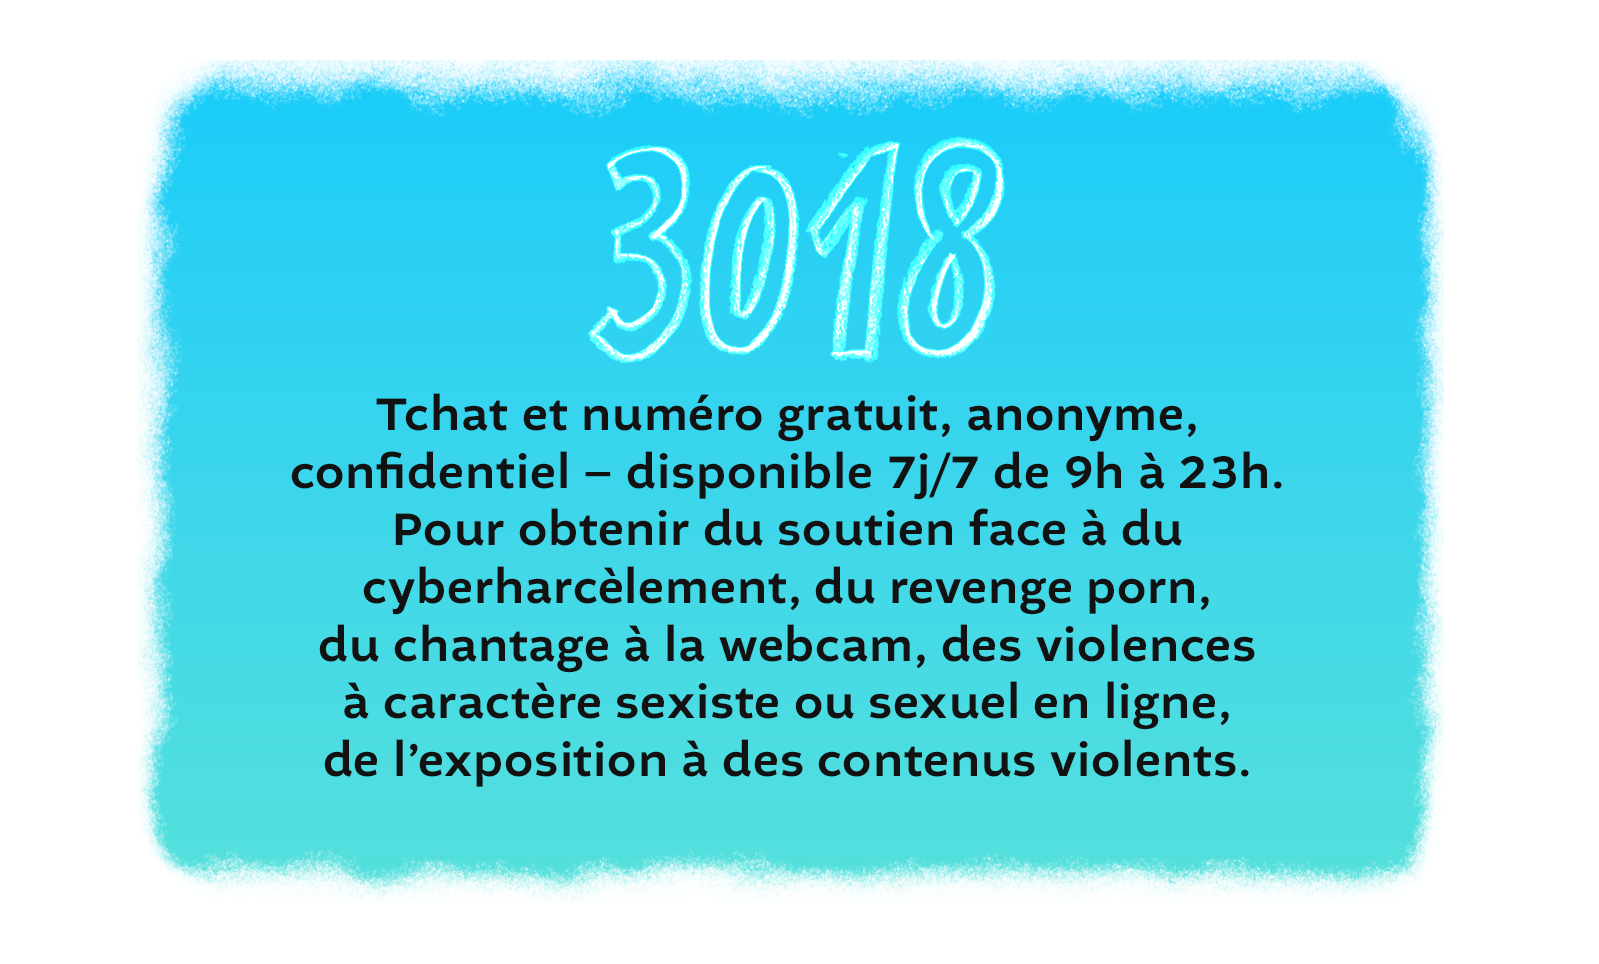 3018
Tchat et numéro gratuit, anonyme,
confidentiel – disponible 7j/7 de 9h à 23h.
Pour obtenir du soutien face à du
cyberharcèlement, du revenge porn,
du chantage à la webcam, des violences
à caractère sexiste ou sexuel en ligne,
de l’exposition à des contenus violents.